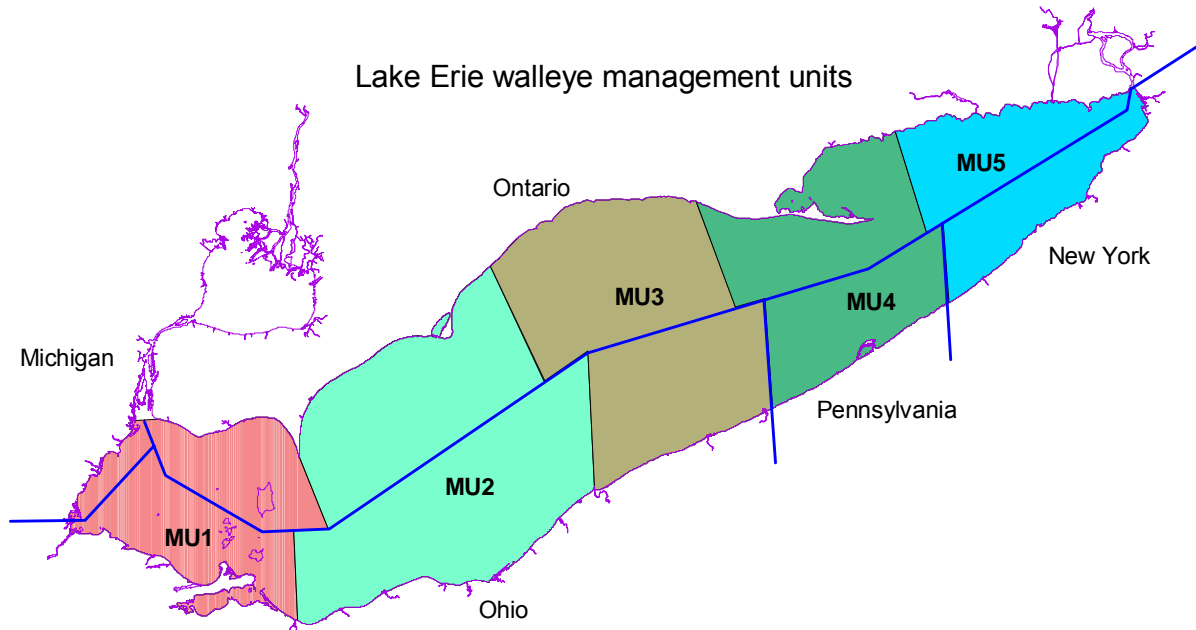 Lake Erie walleye management units
MU5
Ontario
New York
MU3
MU4
Michigan
Pennsylvania
MU2
MU1
Ohio